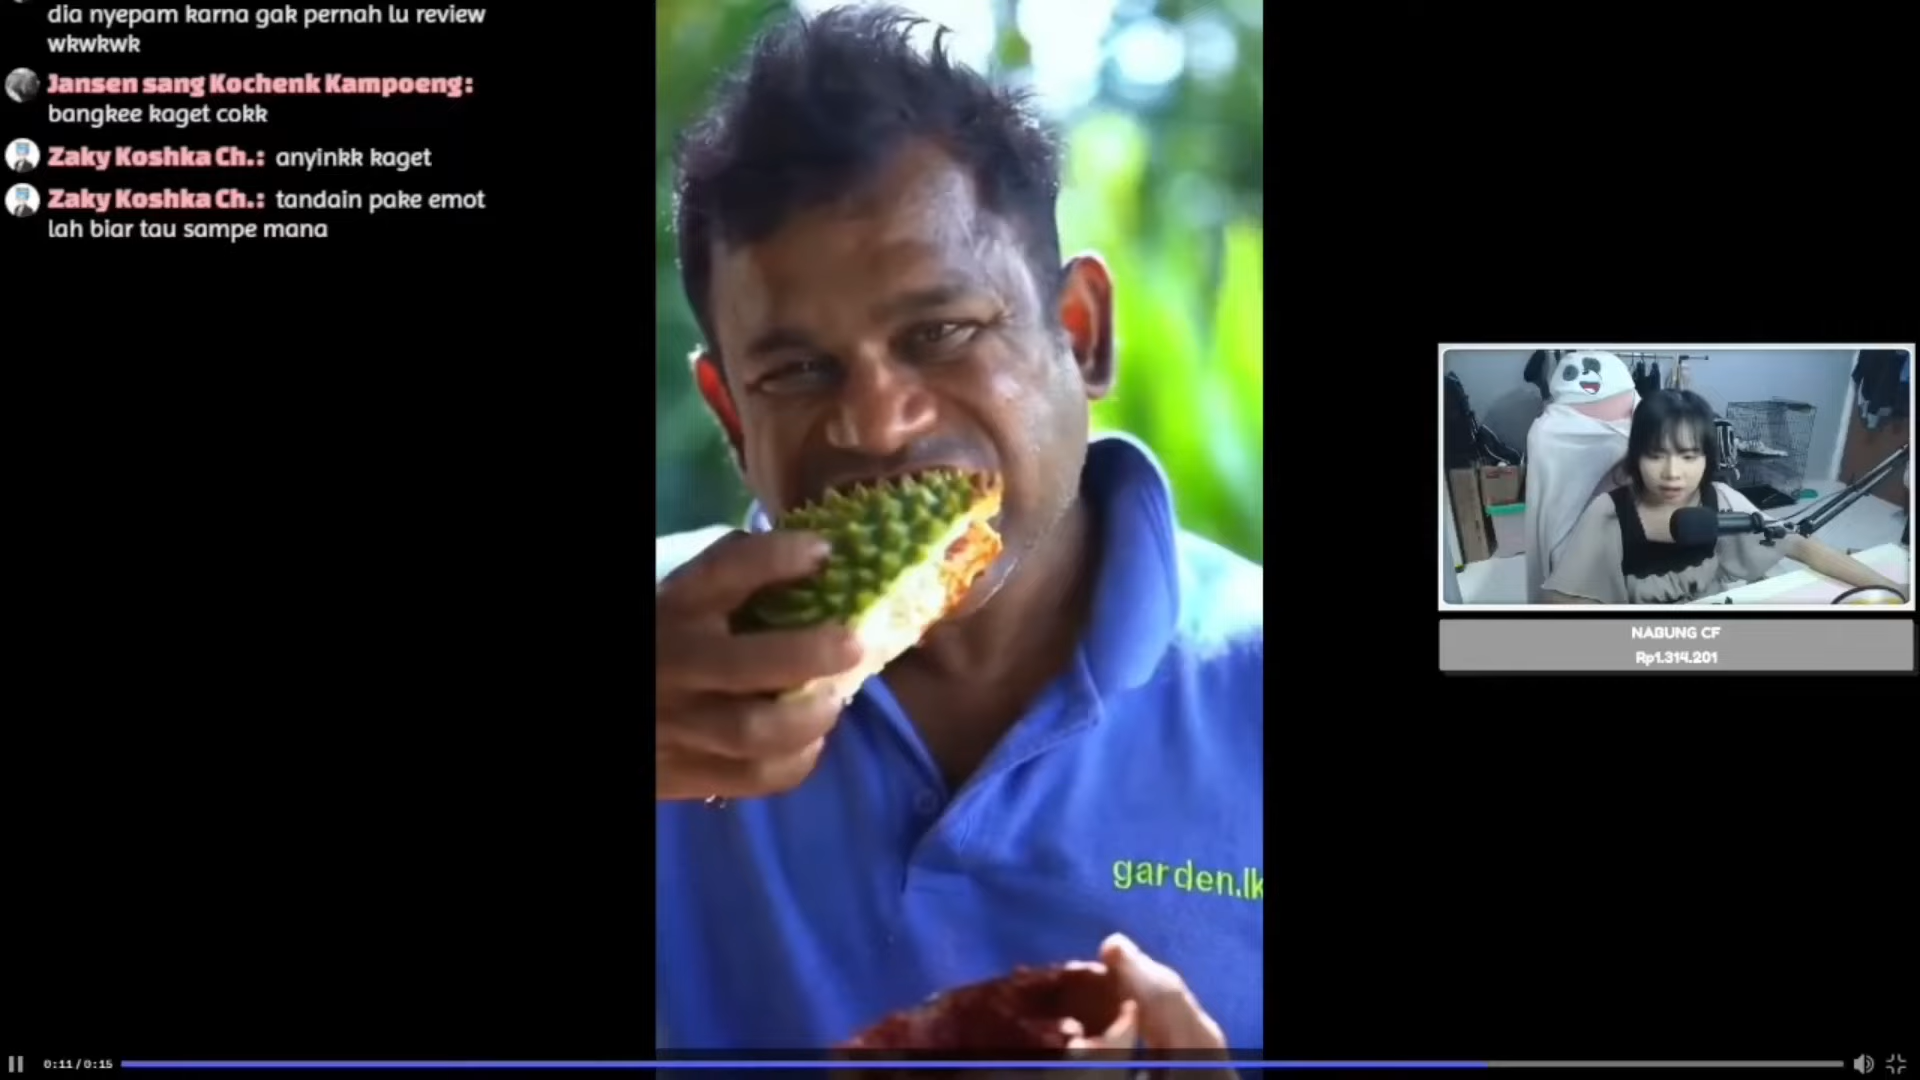 dia nyepam karna gak pernah lu review
wkwkwk
Jansen sang Kochenk Kampoeng:
bangkee kaget cokk
Zaky Koshka Ch.: anyinkk kaget
Zaky Koshka Ch.: tandain pake emot
lah biar tau sampe mana
garden.lk
NABUNG CF
Rp1.314.201
0:11 / 0:15